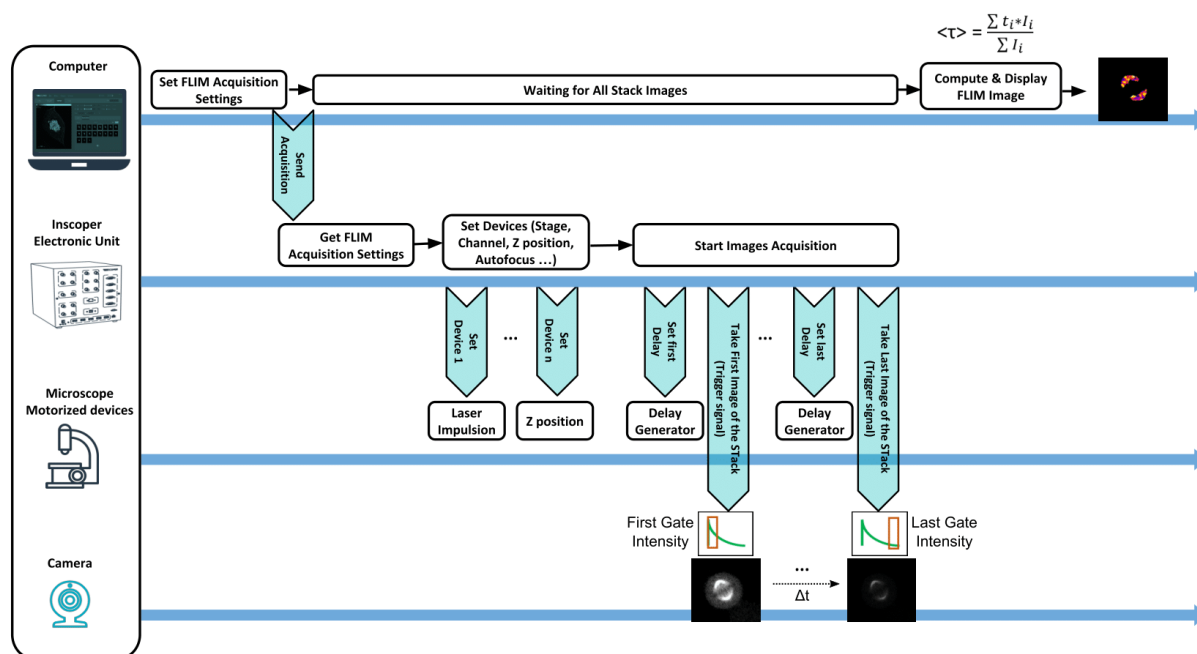 <τ> = ∑ tᵢ*Iᵢ / ∑ Iᵢ
Computer
Set FLIM Acquisition
Settings
Waiting for All Stack Images
Compute & Display
FLIM Image
Send
Acquisition
Inscoper
Electronic Unit
Get FLIM
Acquisition Settings
Set Devices (Stage,
Channel, Z position,
Autofocus ...)
Start Images Acquisition
Set
Device 1
...
Set
Device n
Set first
Delay
Take First Image of the STack
(Trigger signal)
...
Set last
Delay
Take Last Image of the STack
(Trigger signal)
Microscope
Motorized devices
Laser
Impulsion
Z position
Delay
Generator
Delay
Generator
First Gate
Intensity
Last Gate
Intensity
Camera
...
Δt